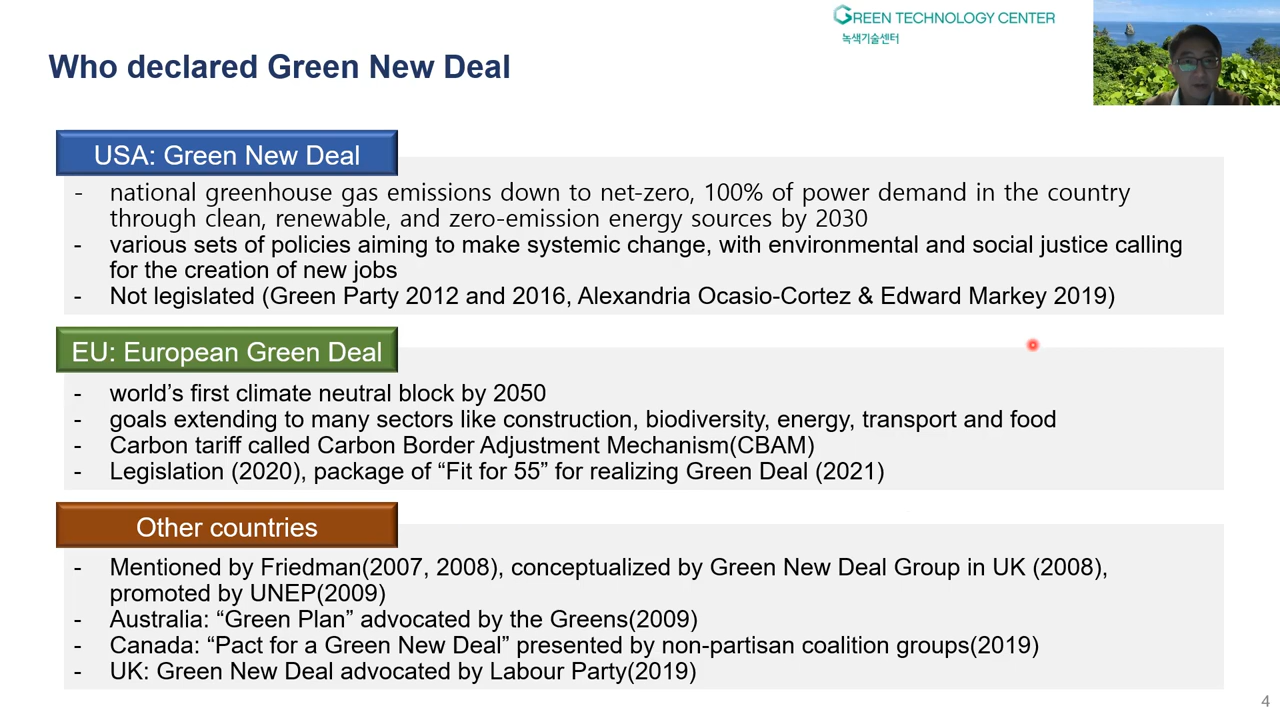 GREEN TECHNOLOGY CENTER
녹색기술센터
Who declared Green New Deal
USA: Green New Deal
- national greenhouse gas emissions down to net-zero, 100% of power demand in the country
through clean, renewable, and zero-emission energy sources by 2030
- various sets of policies aiming to make systemic change, with environmental and social justice calling
for the creation of new jobs
- Not legislated (Green Party 2012 and 2016, Alexandria Ocasio-Cortez & Edward Markey 2019)
EU: European Green Deal
- world’s first climate neutral block by 2050
- goals extending to many sectors like construction, biodiversity, energy, transport and food
- Carbon tariff called Carbon Border Adjustment Mechanism(CBAM)
- Legislation (2020), package of “Fit for 55” for realizing Green Deal (2021)
Other countries
- Mentioned by Friedman(2007, 2008), conceptualized by Green New Deal Group in UK (2008),
promoted by UNEP(2009)
- Australia: “Green Plan” advocated by the Greens(2009)
- Canada: “Pact for a Green New Deal” presented by non-partisan coalition groups(2019)
- UK: Green New Deal advocated by Labour Party(2019)
4